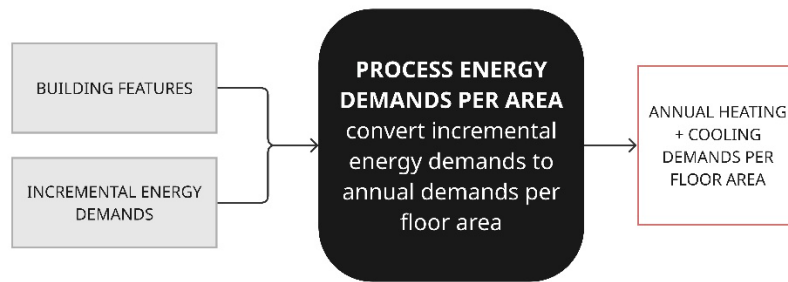 BUILDING FEATURES
INCREMENTAL ENERGY
DEMANDS
PROCESS ENERGY
DEMANDS PER AREA
convert incremental
energy demands to
annual demands per
floor area
ANNUAL HEATING
+ COOLING
DEMANDS PER
FLOOR AREA